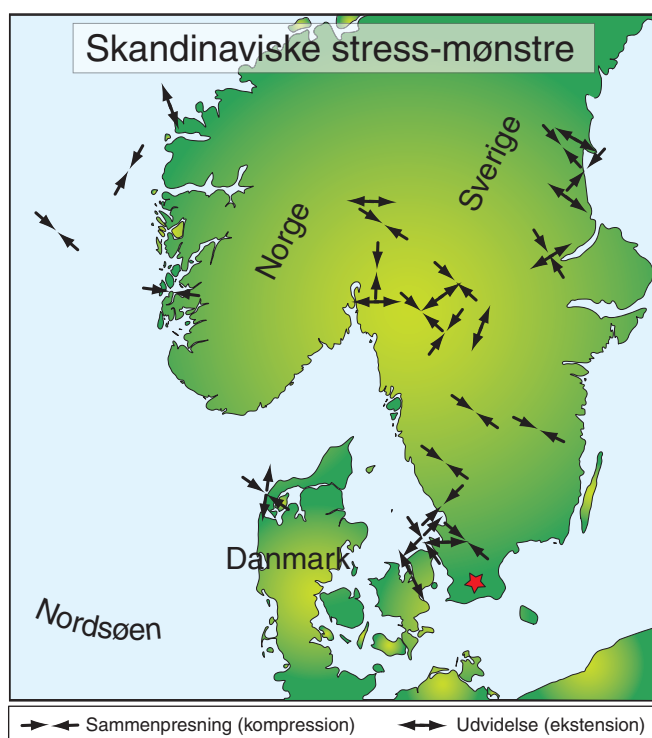 Skandinaviske stress-mønstre
Sverige
Norge
Danmark
Nordsøen
Sammenpresning (kompression)
Udvidelse (ekstension)